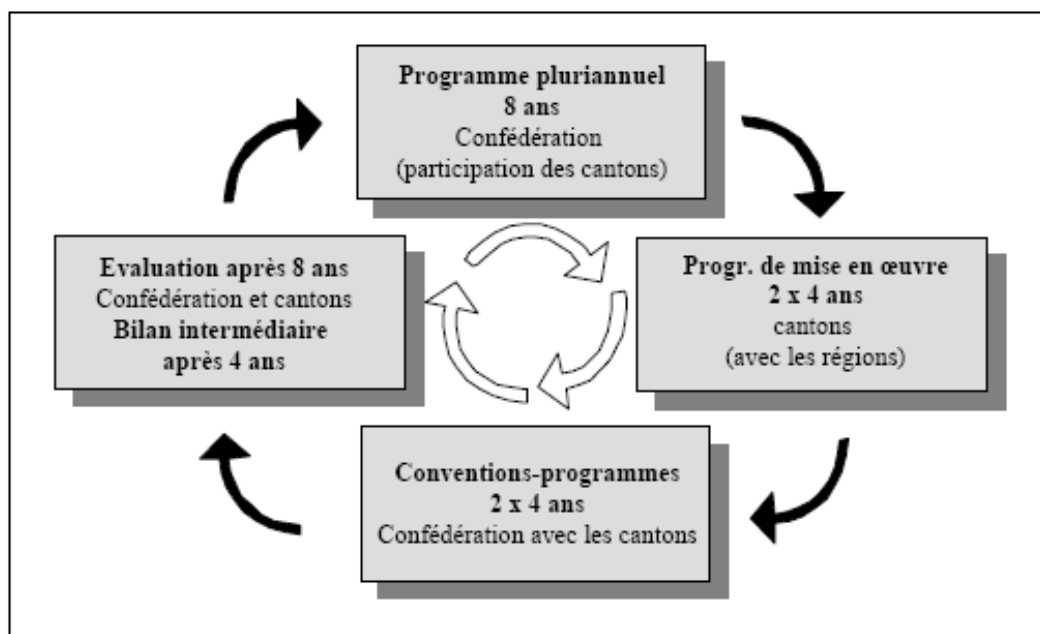 Programme pluriannuel
8 ans
Confédération
(participation des cantons)
Evaluation après 8 ans
Confédération et cantons
Bilan intermédiaire
après 4 ans
Progr. de mise en œuvre
2 x 4 ans
cantons
(avec les régions)
Conventions-programmes
2 x 4 ans
Confédération avec les cantons